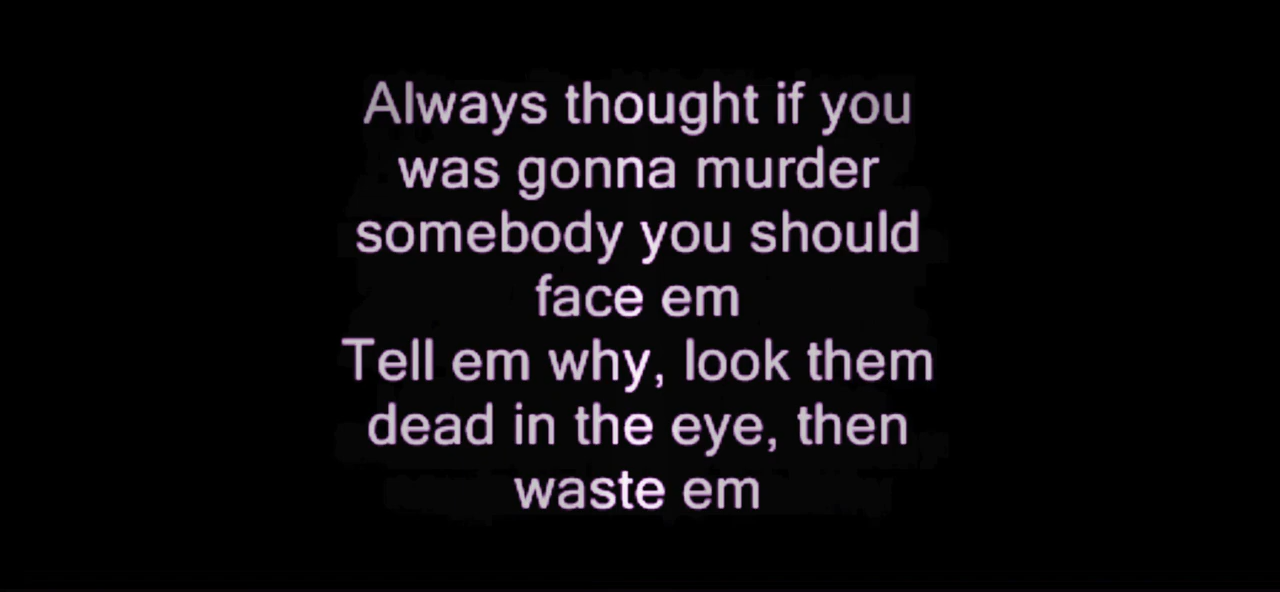 Always thought if you
was gonna murder
somebody you should
face em
Tell em why, look them
dead in the eye, then
waste em